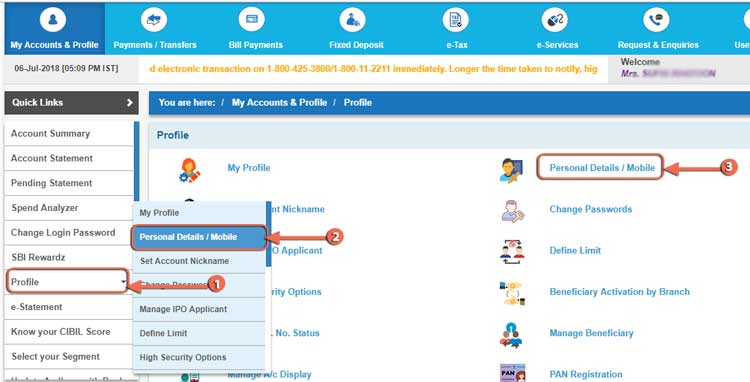 My Accounts & Profile
Payments / Transfers
Bill Payments
Fixed Deposit
e-Tax
e-Services
Request & Enquiries
Use
06-Jul-2018 [05:09 PM IST]
d electronic transaction on 1-800-425-3800/1-800-11-2211 immediately. Longer the time taken to notify, hig
Welcome
Mrs.
Quick Links
You are here: / My Accounts & Profile / Profile
Account Summary
Account Statement
Pending Statement
Spend Analyzer
Change Login Password
SBI Rewardz
Profile
e-Statement
Know your CIBIL Score
Select your Segment
1
My Profile
Personal Details / Mobile
Set Account Nickname
Change Password
Manage IPO Applicant
Define Limit
High Security Options
2
Profile
My Profile
Personal Details / Mobile
3
nt Nickname
Change Passwords
PO Applicant
Define Limit
rity Options
Beneficiary Activation by Branch
No. Status
Manage Beneficiary
Manage A/c Display
PAN
PAN Registration